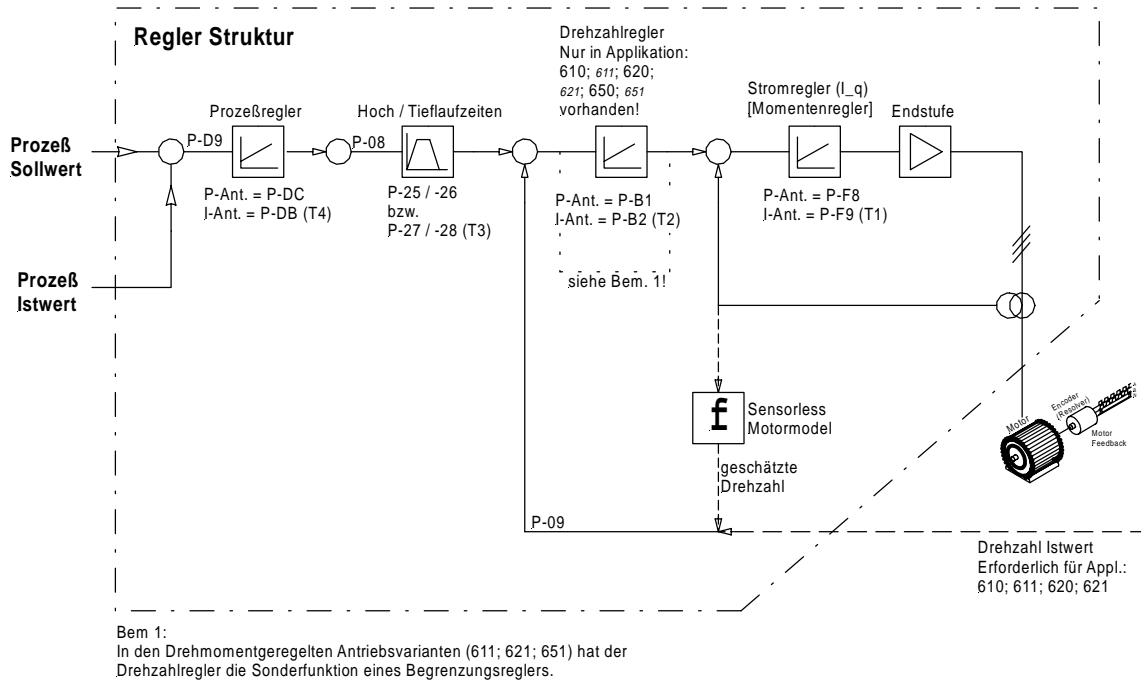 Regler Struktur
Drehzahlregler
Nur in Applikation:
610; 611; 620;
621; 650; 651
vorhanden!
Prozeßregler
Hoch / Tieflaufzeiten
Stromregler (I_q)
[Momentenregler]
Endstufe
Prozeß
Sollwert
P-D9
P-08
P-Ant. = P-DC
I-Ant. = P-DB (T4)
P-25 / -26
bzw.
P-27 / -28 (T3)
P-Ant. = P-B1
I-Ant. = P-B2 (T2)
P-Ant. = P-F8
I-Ant. = P-F9 (T1)
Prozeß
Istwert
siehe Bem. 1!
f
Sensorless
Motormodel
Motor
Encoder
(Resolver)
Motor
Feedback
geschätzte
Drehzahl
P-09
Drehzahl Istwert
Erforderlich für Appl.:
610; 611; 620; 621
Bem 1:
In den Drehmomentgeregelten Antriebsvarianten (611; 621; 651) hat der
Drehzahlregler die Sonderfunktion eines Begrenzungsreglers.